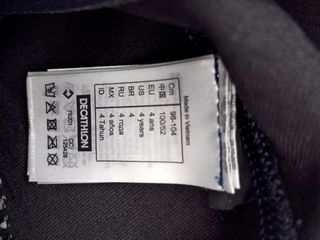 Made in Vietnam
Cm 98-104
中国 100/52
EU 4 ans
US 4 years
BR 4
RU 4 года
MX 4 años
ID 4 Tahun
DECATHLON